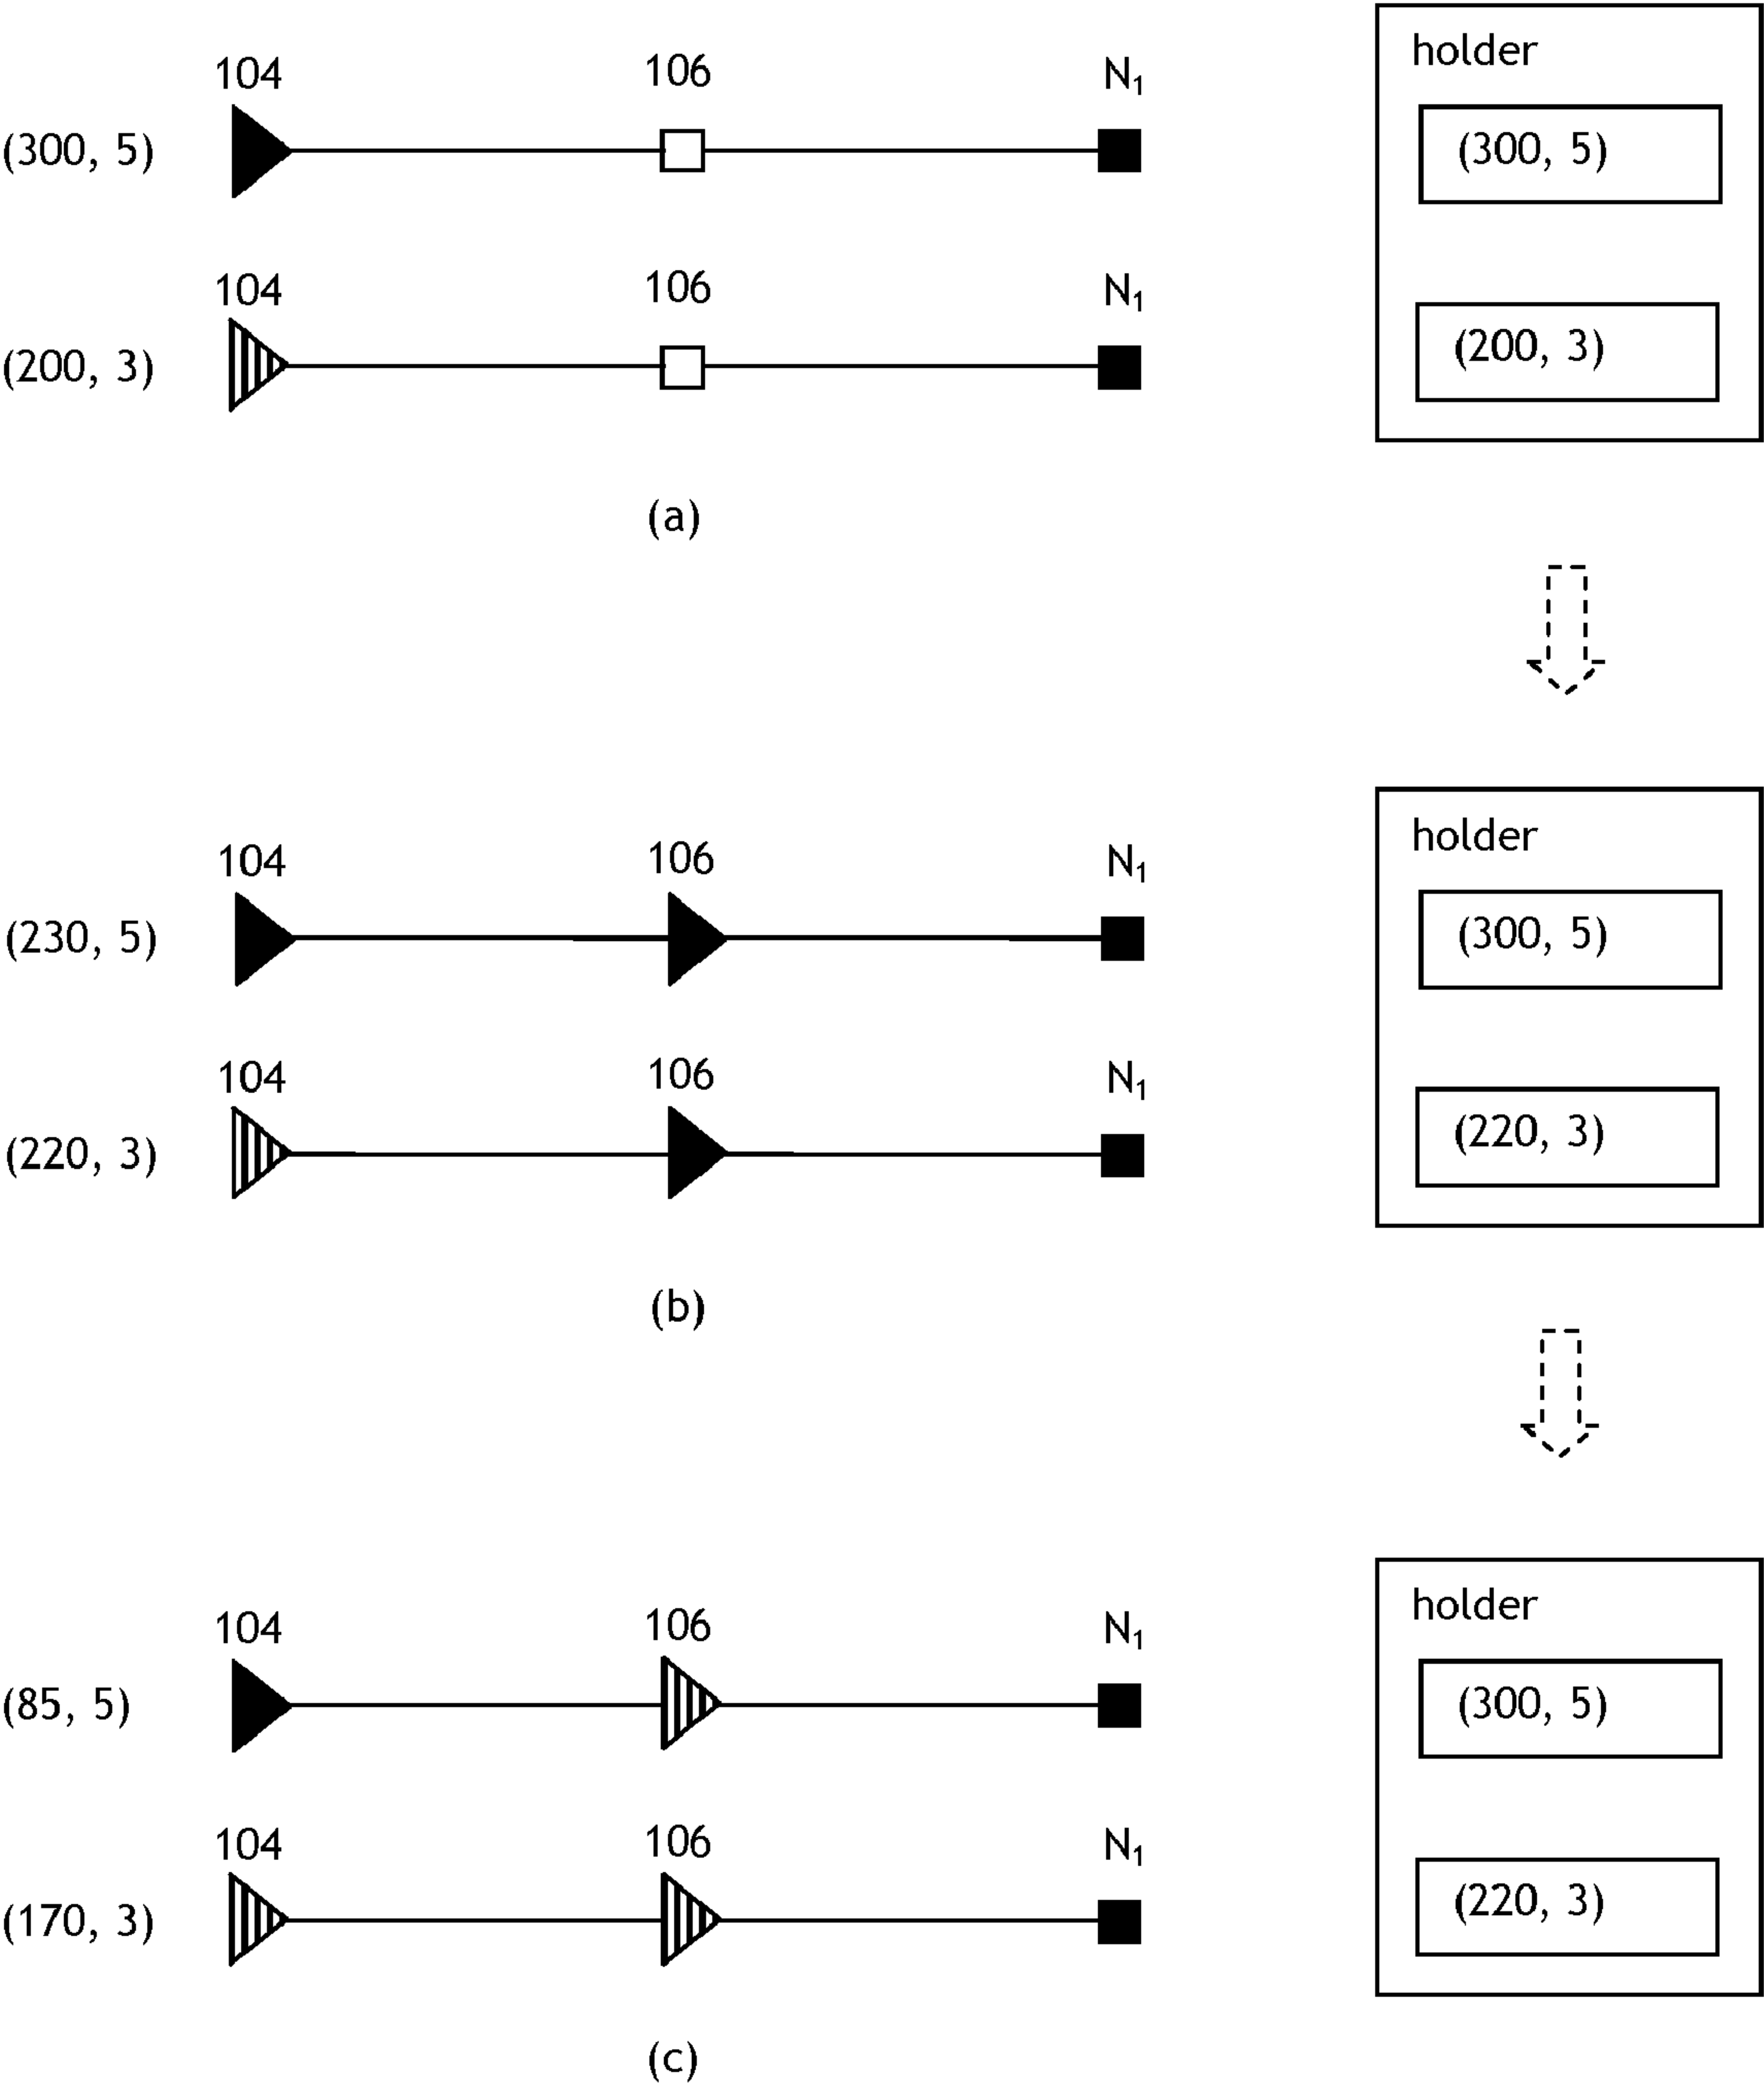 104 106 N₁ holder
(300, 5) (300, 5)
104 106 N₁
(200, 3) (200, 3)
(a)
104 106 N₁ holder
(230, 5) (300, 5)
104 106 N₁
(220, 3) (220, 3)
(b)
104 106 N₁ holder
(85, 5) (300, 5)
104 106 N₁
(170, 3) (220, 3)
(c)